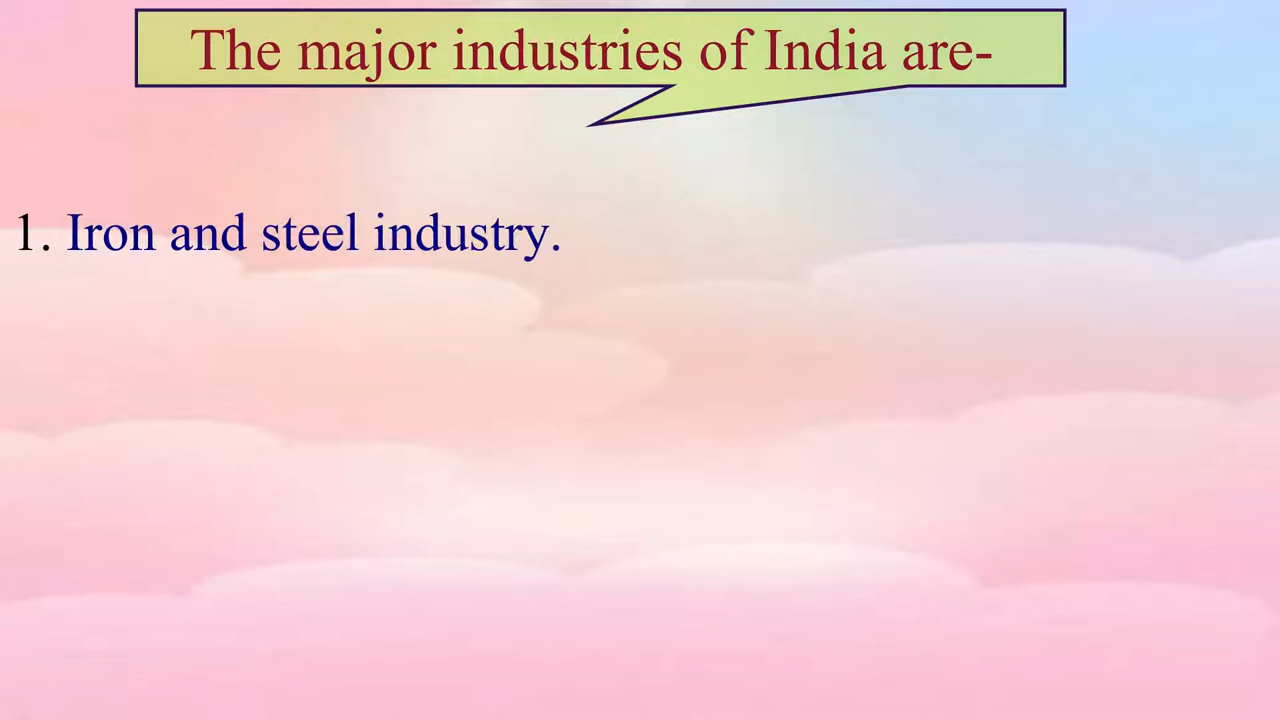 The major industries of India are-
1. Iron and steel industry.